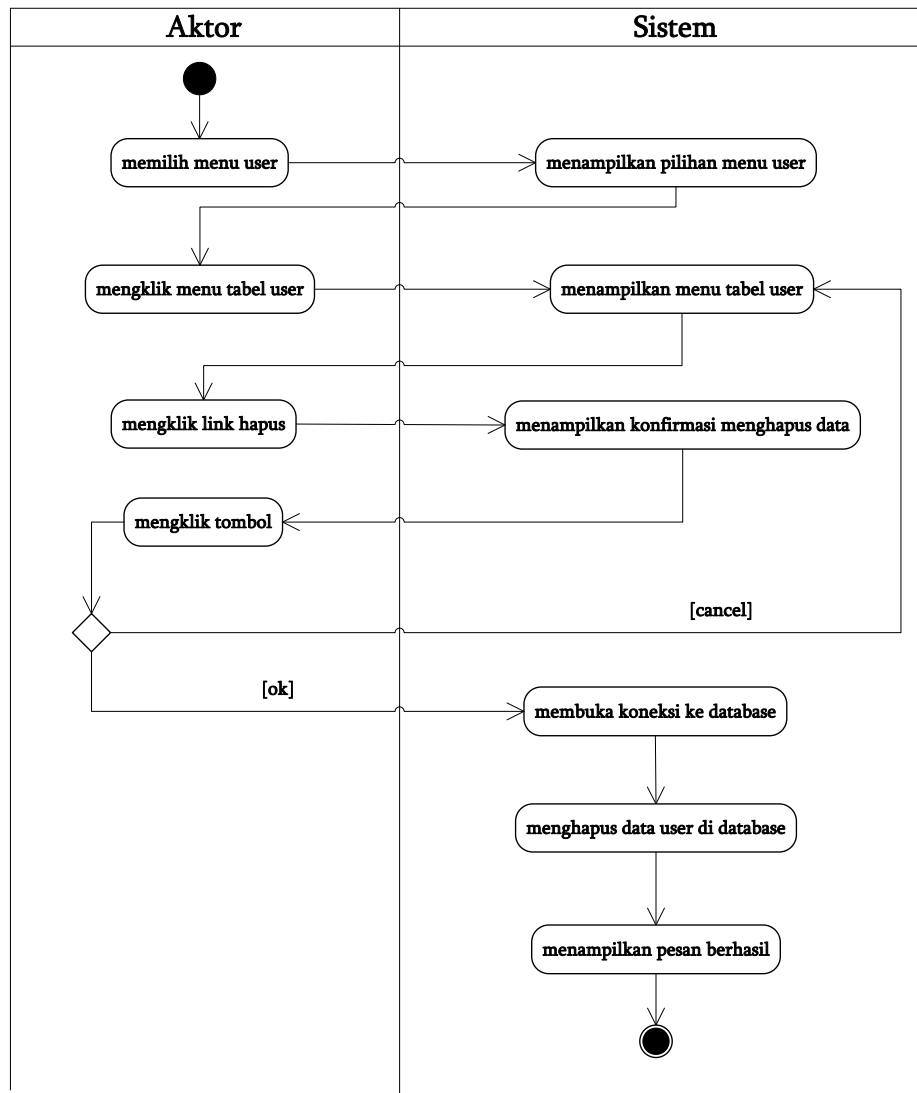 Aktor
Sistem
memilih menu user
menampilkan pilihan menu user
mengklik menu tabel user
menampilkan menu tabel user
mengklik link hapus
menampilkan konfirmasi menghapus data
mengklik tombol
[cancel]
[ok]
membuka koneksi ke database
menghapus data user di database
menampilkan pesan berhasil